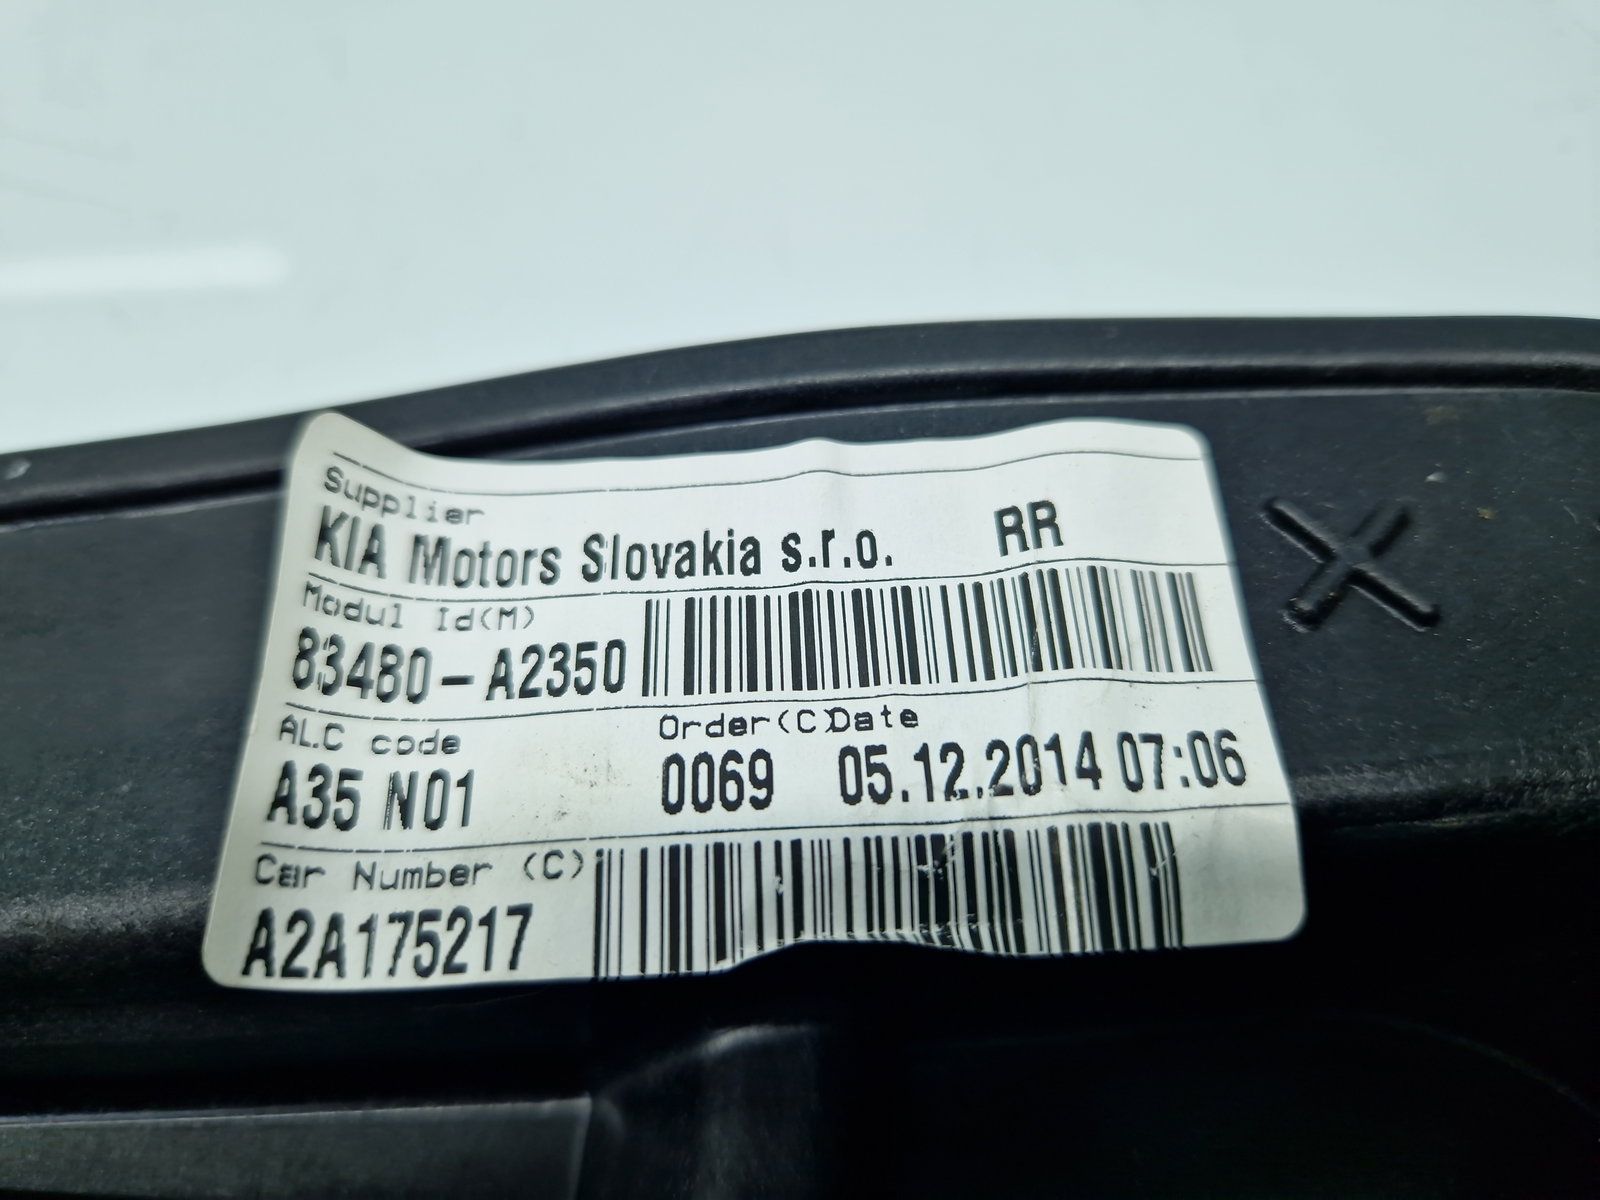 Supplier
KIA Motors Slovakia s.r.o. RR
Modul Id(M)
83480-A2350
ALC code Order(C)Date
A35 N01 0069 05.12.2014 07:06
Car Number (C)
A2A175217